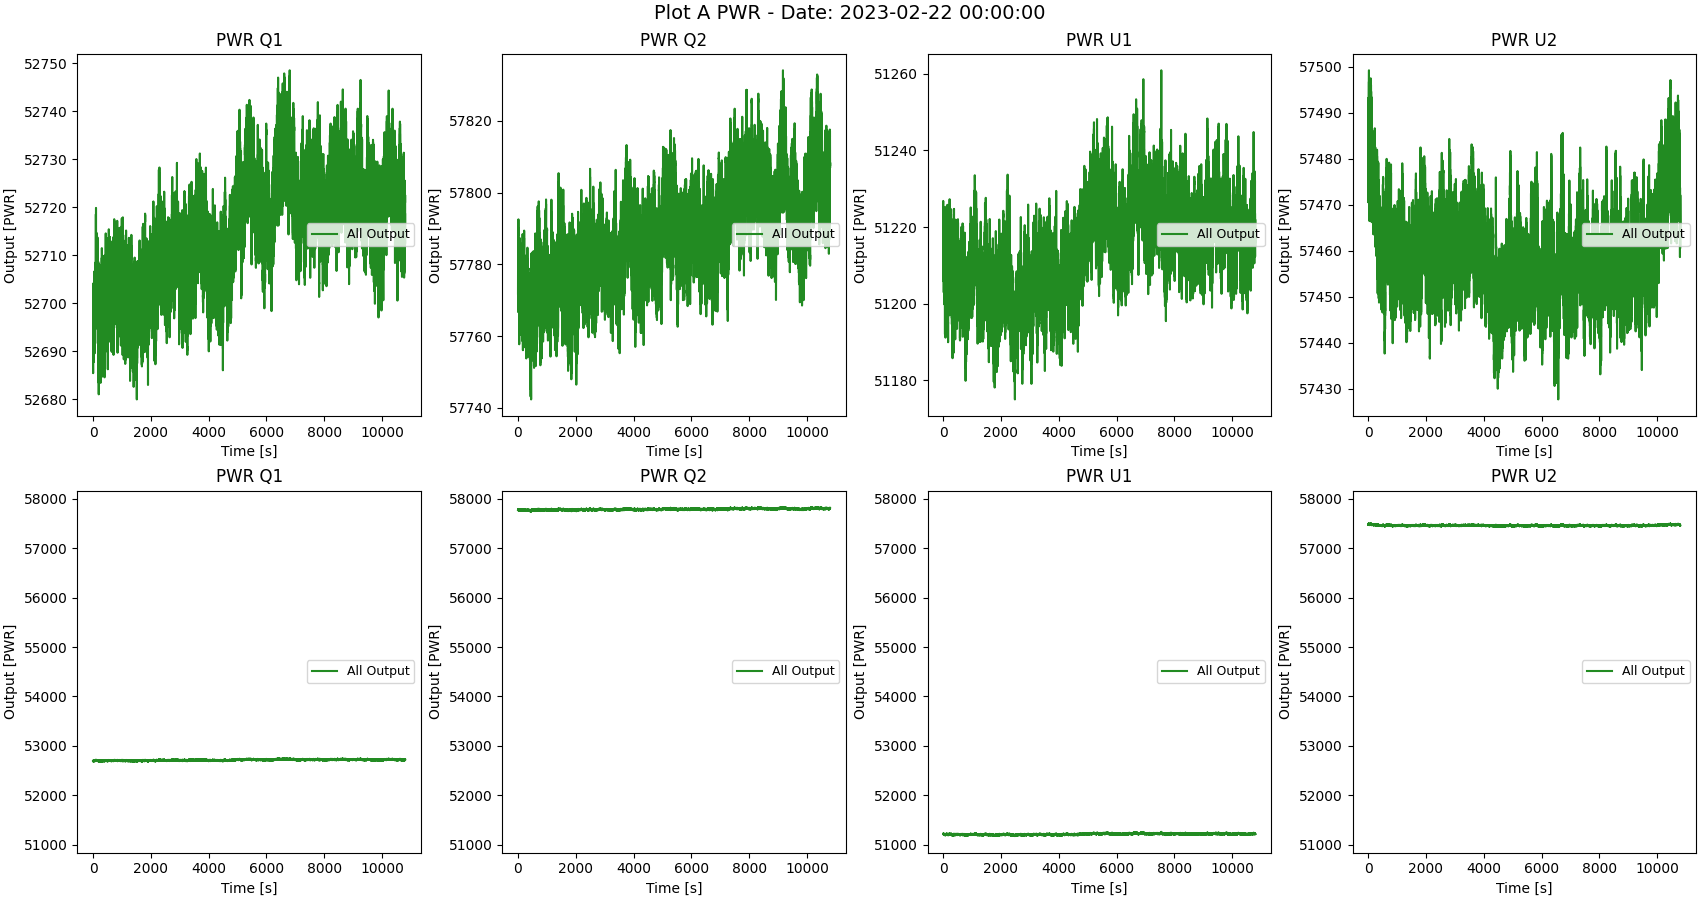 Plot A PWR - Date: 2023-02-22 00:00:00
PWR Q1
52750
52740
52730
52720
52710
52700
52690
52680
Output [PWR]
All Output
0 2000 4000 6000 8000 10000
Time [s]
PWR Q2
57820
57800
57780
57760
57740
Output [PWR]
All Output
0 2000 4000 6000 8000 10000
Time [s]
PWR U1
51260
51240
51220
51200
51180
Output [PWR]
All Output
0 2000 4000 6000 8000 10000
Time [s]
PWR U2
57500
57490
57480
57470
57460
57450
57440
57430
Output [PWR]
All Output
0 2000 4000 6000 8000 10000
Time [s]
PWR Q1
58000
57000
56000
55000
54000
53000
52000
51000
Output [PWR]
All Output
0 2000 4000 6000 8000 10000
Time [s]
PWR Q2
58000
57000
56000
55000
54000
53000
52000
51000
Output [PWR]
All Output
0 2000 4000 6000 8000 10000
Time [s]
PWR U1
58000
57000
56000
55000
54000
53000
52000
51000
Output [PWR]
All Output
0 2000 4000 6000 8000 10000
Time [s]
PWR U2
58000
57000
56000
55000
54000
53000
52000
51000
Output [PWR]
All Output
0 2000 4000 6000 8000 10000
Time [s]